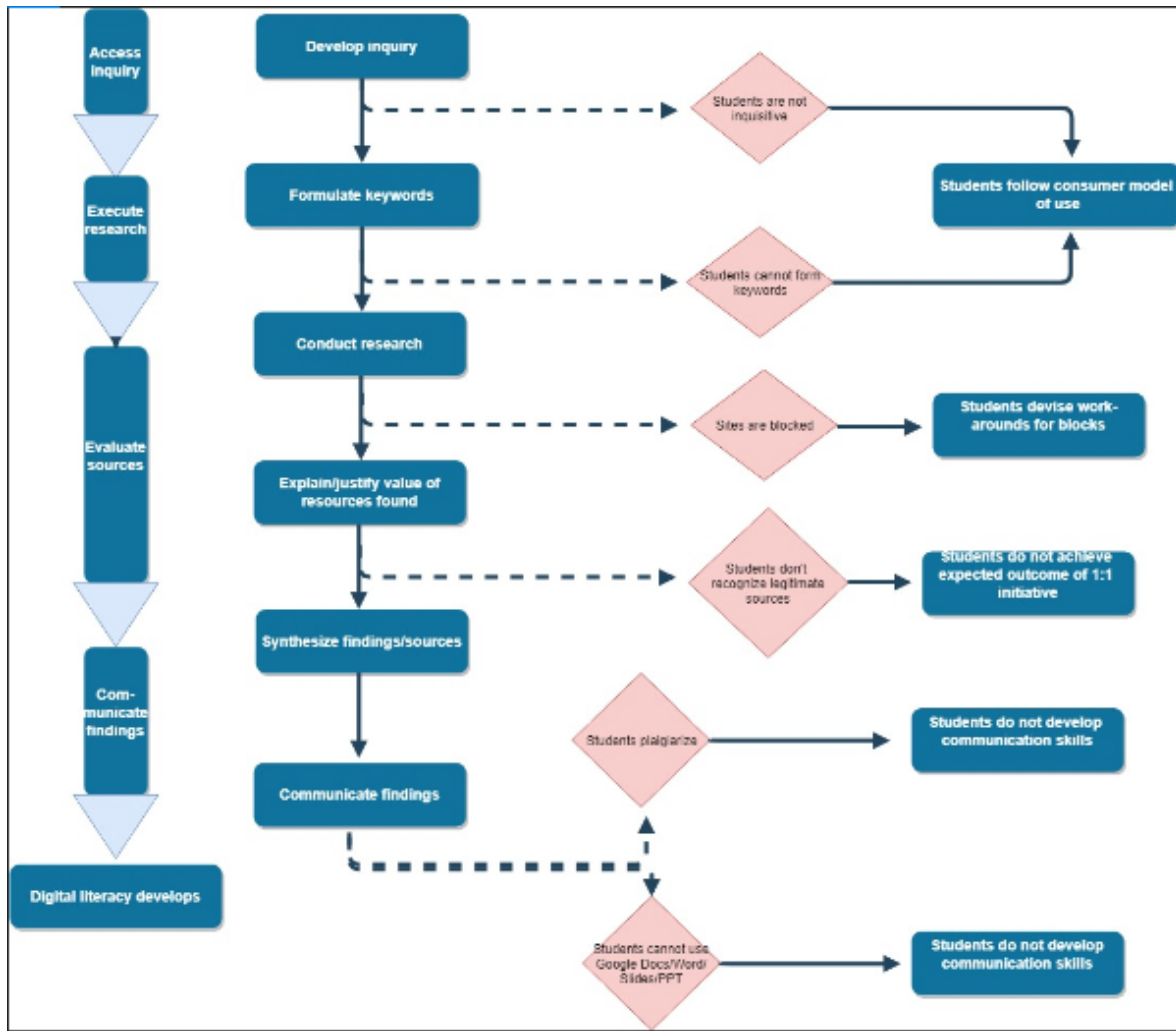 Access
inquiry
Execute
research
Evaluate
sources
Com-
municate
findings
Digital literacy develops
Develop inquiry
Formulate keywords
Conduct research
Explain/justify value of
resources found
Synthesize findings/sources
Communicate findings
Students are not
inquisitive
Students cannot form
keywords
Sites are blocked
Students don't
recognize legitimate
sources
Students plaigiarize
Students cannot use
Google Docs/Word/
Slides/PPT
Students follow consumer model
of use
Students devise work-
arounds for blocks
Students do not achieve
expected outcome of 1:1
initiative
Students do not develop
communication skills
Students do not develop
communication skills